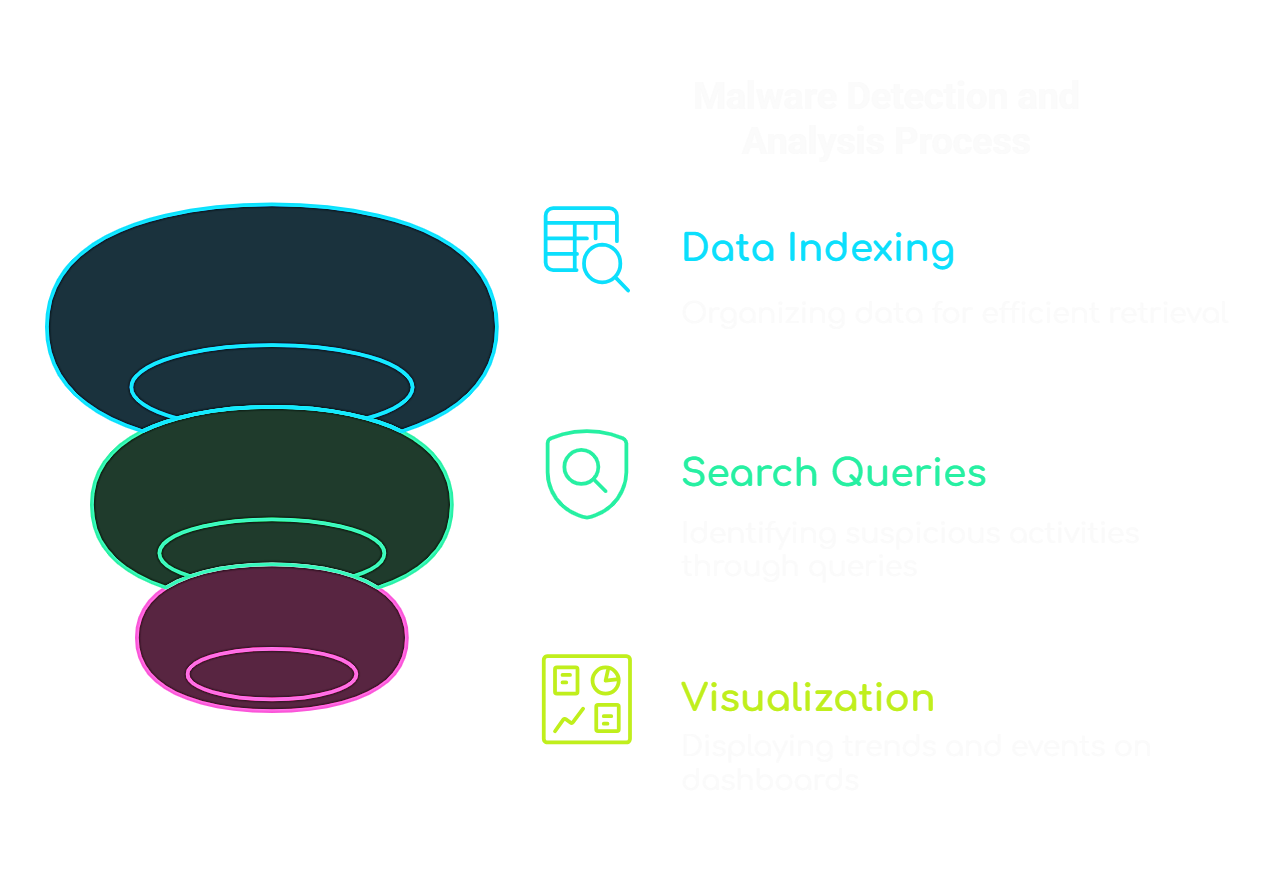 Malware Detection and
Analysis Process
Data Indexing
Organizing data for efficient retrieval
Search Queries
Identifying suspicious activities
through queries
Visualization
Displaying trends and events on
dashboards